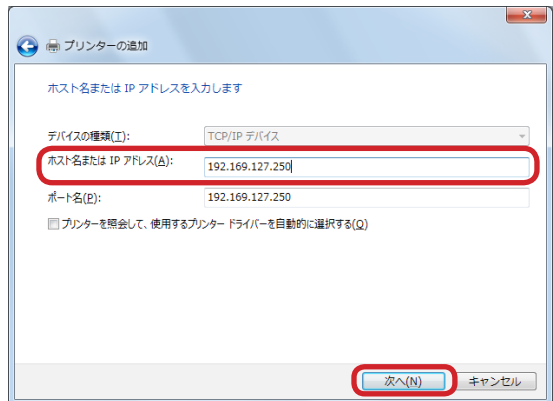 プリンターの追加
ホスト名または IP アドレスを入力します
デバイスの種類(T):
TCP/IP デバイス
ホスト名または IP アドレス(A):
192.169.127.250
ポート名(P):
192.169.127.250
プリンターを照会して、使用するプリンター ドライバーを自動的に選択する(Q)
次へ(N)
キャンセル